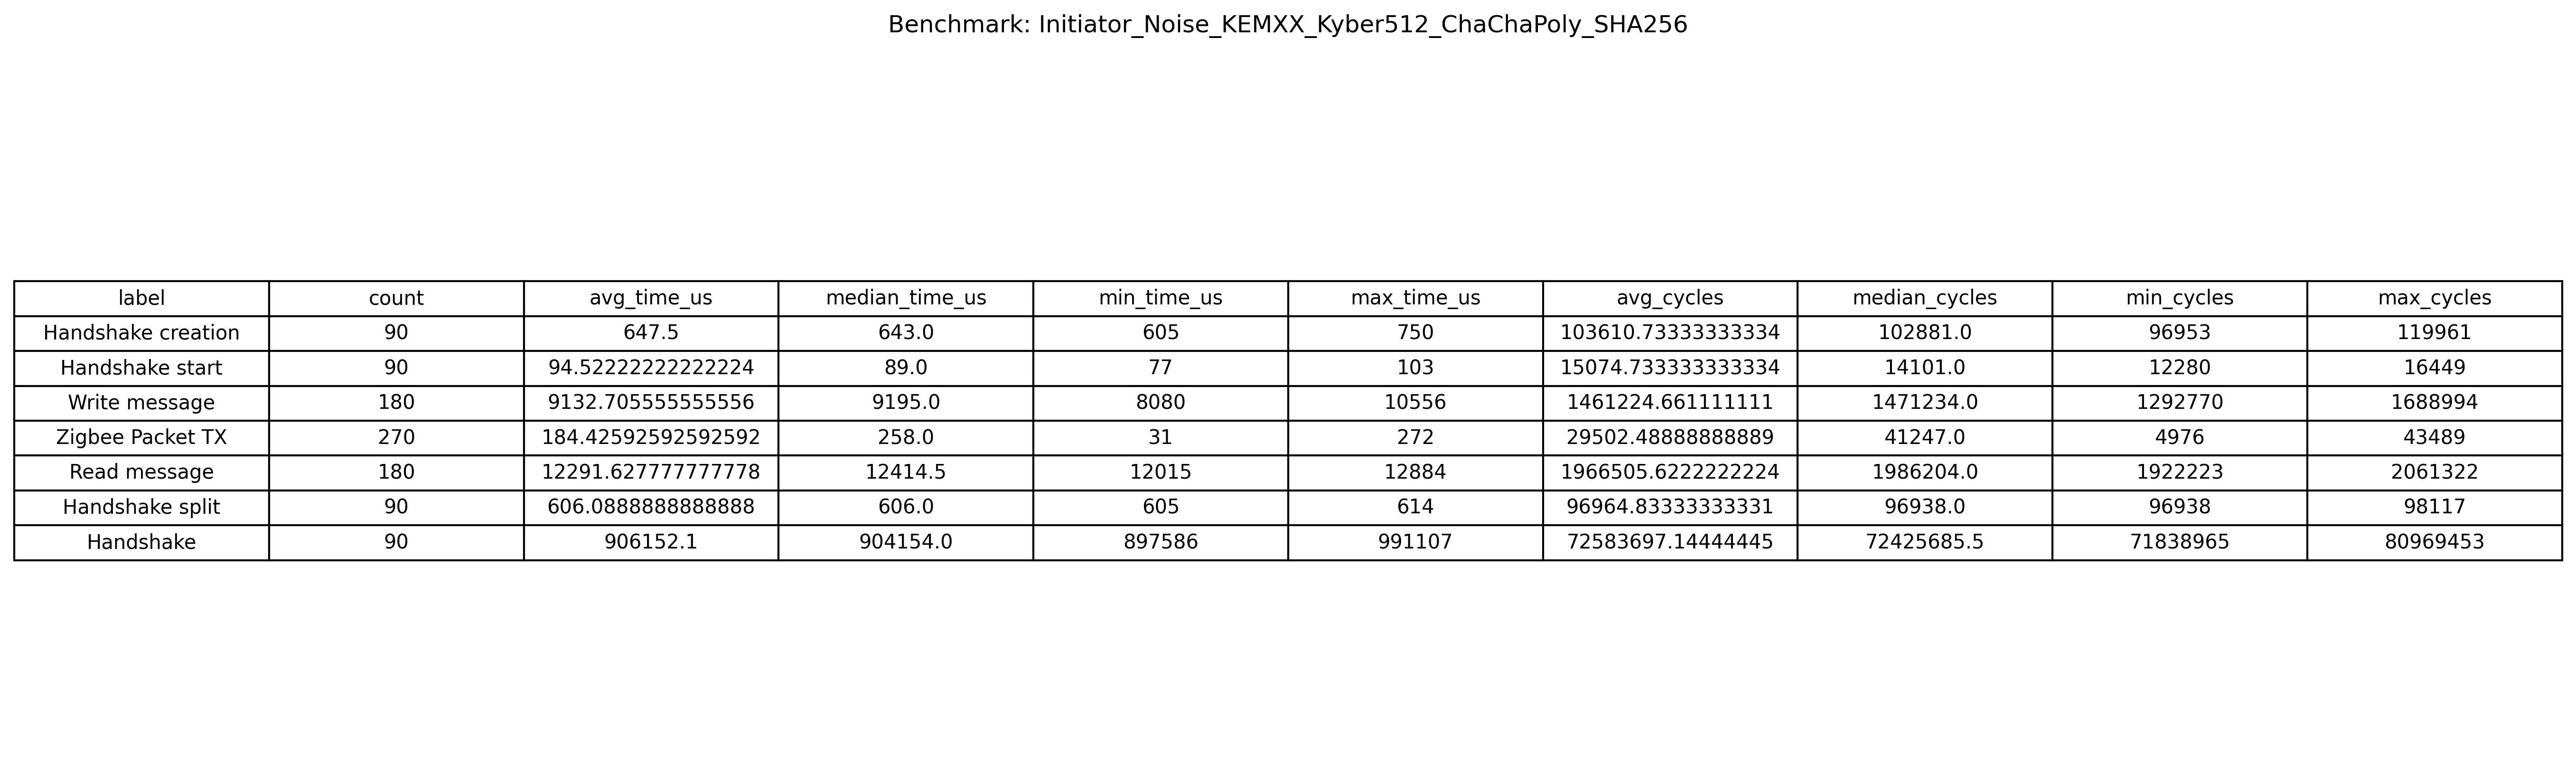 Benchmark: Initiator_Noise_KEMXX_Kyber512_ChaChaPoly_SHA256
label count avg_time_us median_time_us min_time_us max_time_us avg_cycles median_cycles min_cycles max_cycles
Handshake creation 90 647.5 643.0 605 750 103610.73333333334 102881.0 96953 119961
Handshake start 90 94.52222222222224 89.0 77 103 15074.733333333334 14101.0 12280 16449
Write message 180 9132.705555555556 9195.0 8080 10556 1461224.661111111 1471234.0 1292770 1688994
Zigbee Packet TX 270 184.42592592592592 258.0 31 272 29502.48888888889 41247.0 4976 43489
Read message 180 12291.627777777778 12414.5 12015 12884 1966505.6222222224 1986204.0 1922223 2061322
Handshake split 90 606.0888888888888 606.0 605 614 96964.83333333331 96938.0 96938 98117
Handshake 90 906152.1 904154.0 897586 991107 72583697.14444445 72425685.5 71838965 80969453